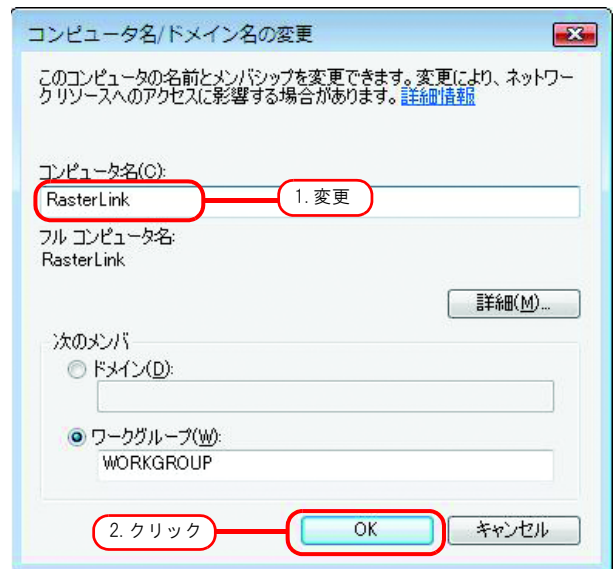 コンピュータ名/ドメイン名の変更
このコンピュータの名前とメンバシップを変更できます。変更により、ネットワー
クリソースへのアクセスに影響する場合があります。詳細情報
コンピュータ名(C):
RasterLink
1. 変更
フル コンピュータ名:
RasterLink
詳細(M)...
次のメンバ
ドメイン(D):
ワークグループ(W):
WORKGROUP
2. クリック
OK
キャンセル